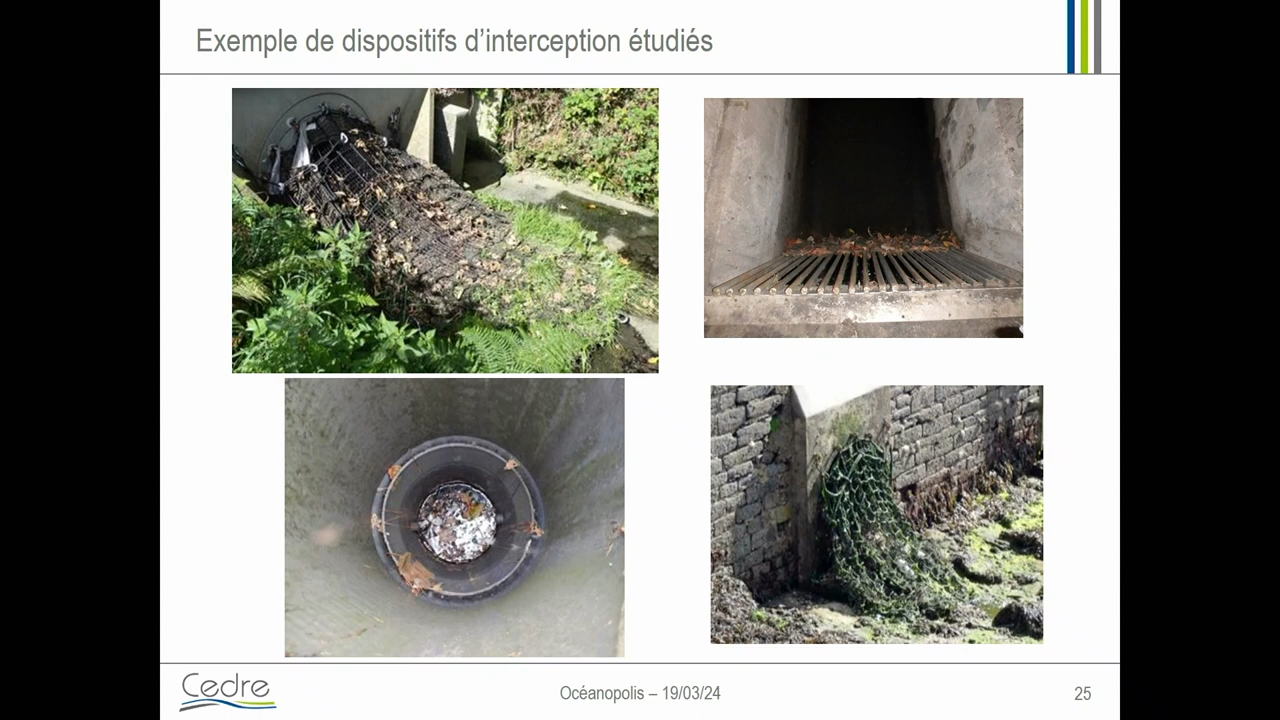 Exemple de dispositifs d’interception étudiés
Cedre
Océanopolis – 19/03/24
25